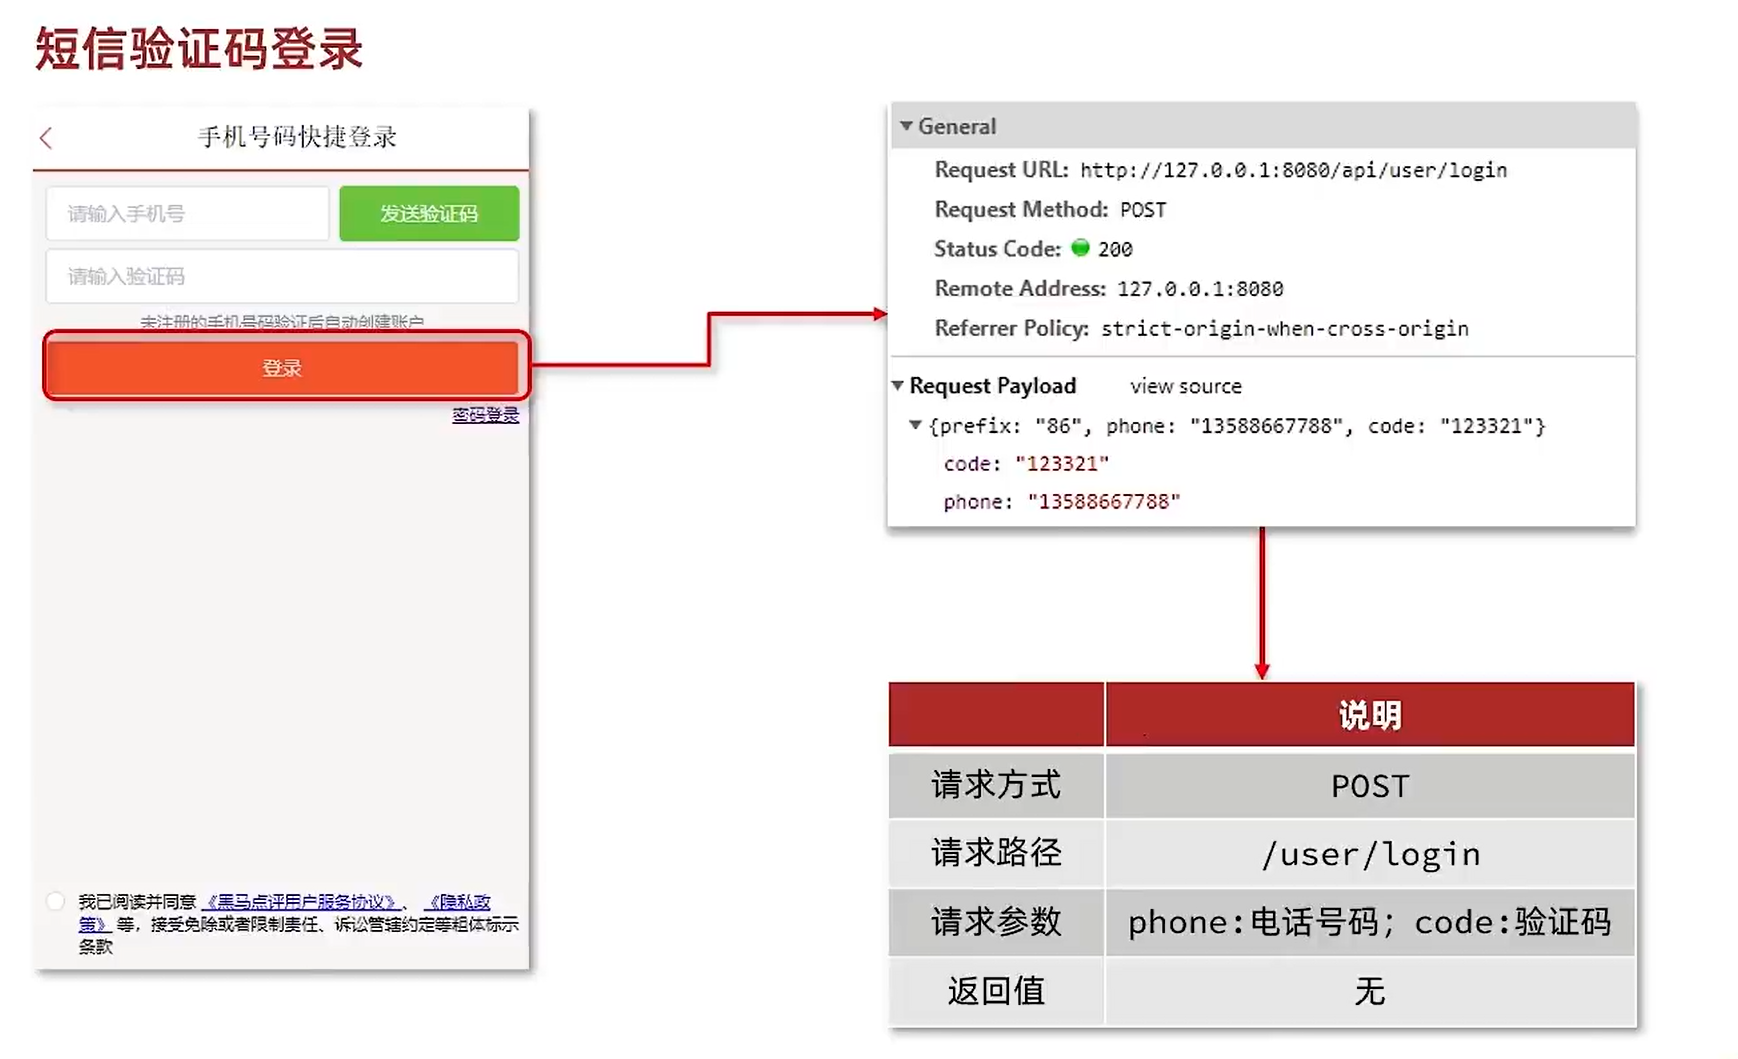 短信验证码登录
手机号码快捷登录
请输入手机号
发送验证码
请输入验证码
未注册的手机号码验证后自动创建账户
登录
密码登录
我已阅读并同意《黑马点评用户服务协议》、《隐私政
策》等，接受免除或者限制责任、诉讼管辖约定等粗体标示
条款
General
Request URL: http://127.0.0.1:8080/api/user/login
Request Method: POST
Status Code: 200
Remote Address: 127.0.0.1:8080
Referrer Policy: strict-origin-when-cross-origin
Request Payload view source
{prefix: "86", phone: "13588667788", code: "123321"}
code: "123321"
phone: "13588667788"
说明
请求方式 POST
请求路径 /user/login
请求参数 phone:电话号码; code:验证码
返回值 无